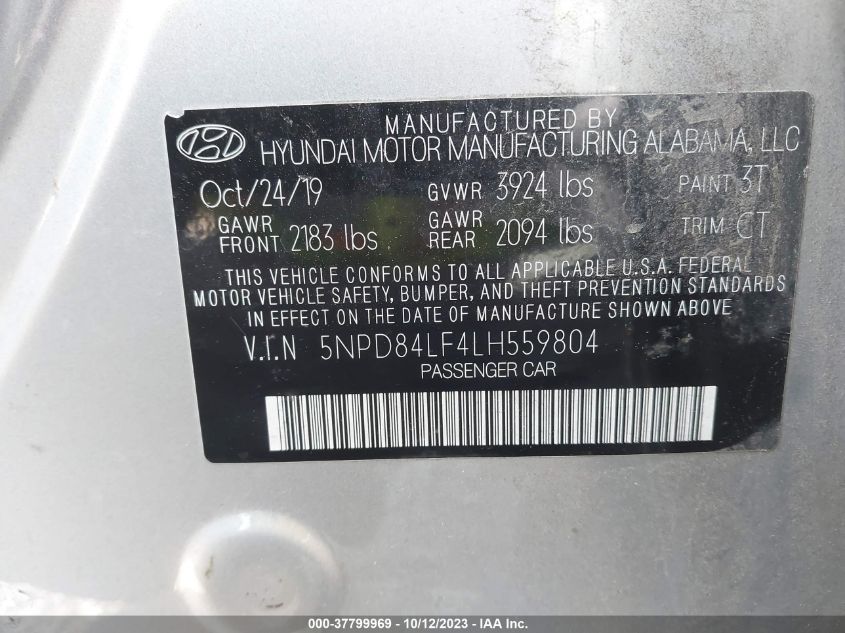 MANUFACTURED BY
HYUNDAI MOTOR MANUFACTURING ALABAMA, LLC
Oct/24/19 GVWR 3924 lbs PAINT 3T
GAWR FRONT 2183 lbs GAWR REAR 2094 lbs TRIM CT
THIS VEHICLE CONFORMS TO ALL APPLICABLE U.S.A. FEDERAL
MOTOR VEHICLE SAFETY, BUMPER, AND THEFT PREVENTION STANDARDS
IN EFFECT ON THE DATE OF MANUFACTURE SHOWN ABOVE
V.I.N 5NPD84LF4LH559804
PASSENGER CAR
000-37799969 - 10/12/2023 - IAA Inc.